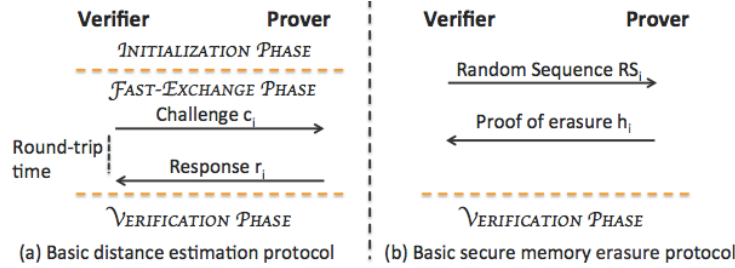 Verifier Prover
INITIALIZATION PHASE
FAST-EXCHANGE PHASE
Challenge ci
Round-trip
time
Response ri
VERIFICATION PHASE
(a) Basic distance estimation protocol
Verifier Prover
Random Sequence RSi
Proof of erasure hi
VERIFICATION PHASE
(b) Basic secure memory erasure protocol